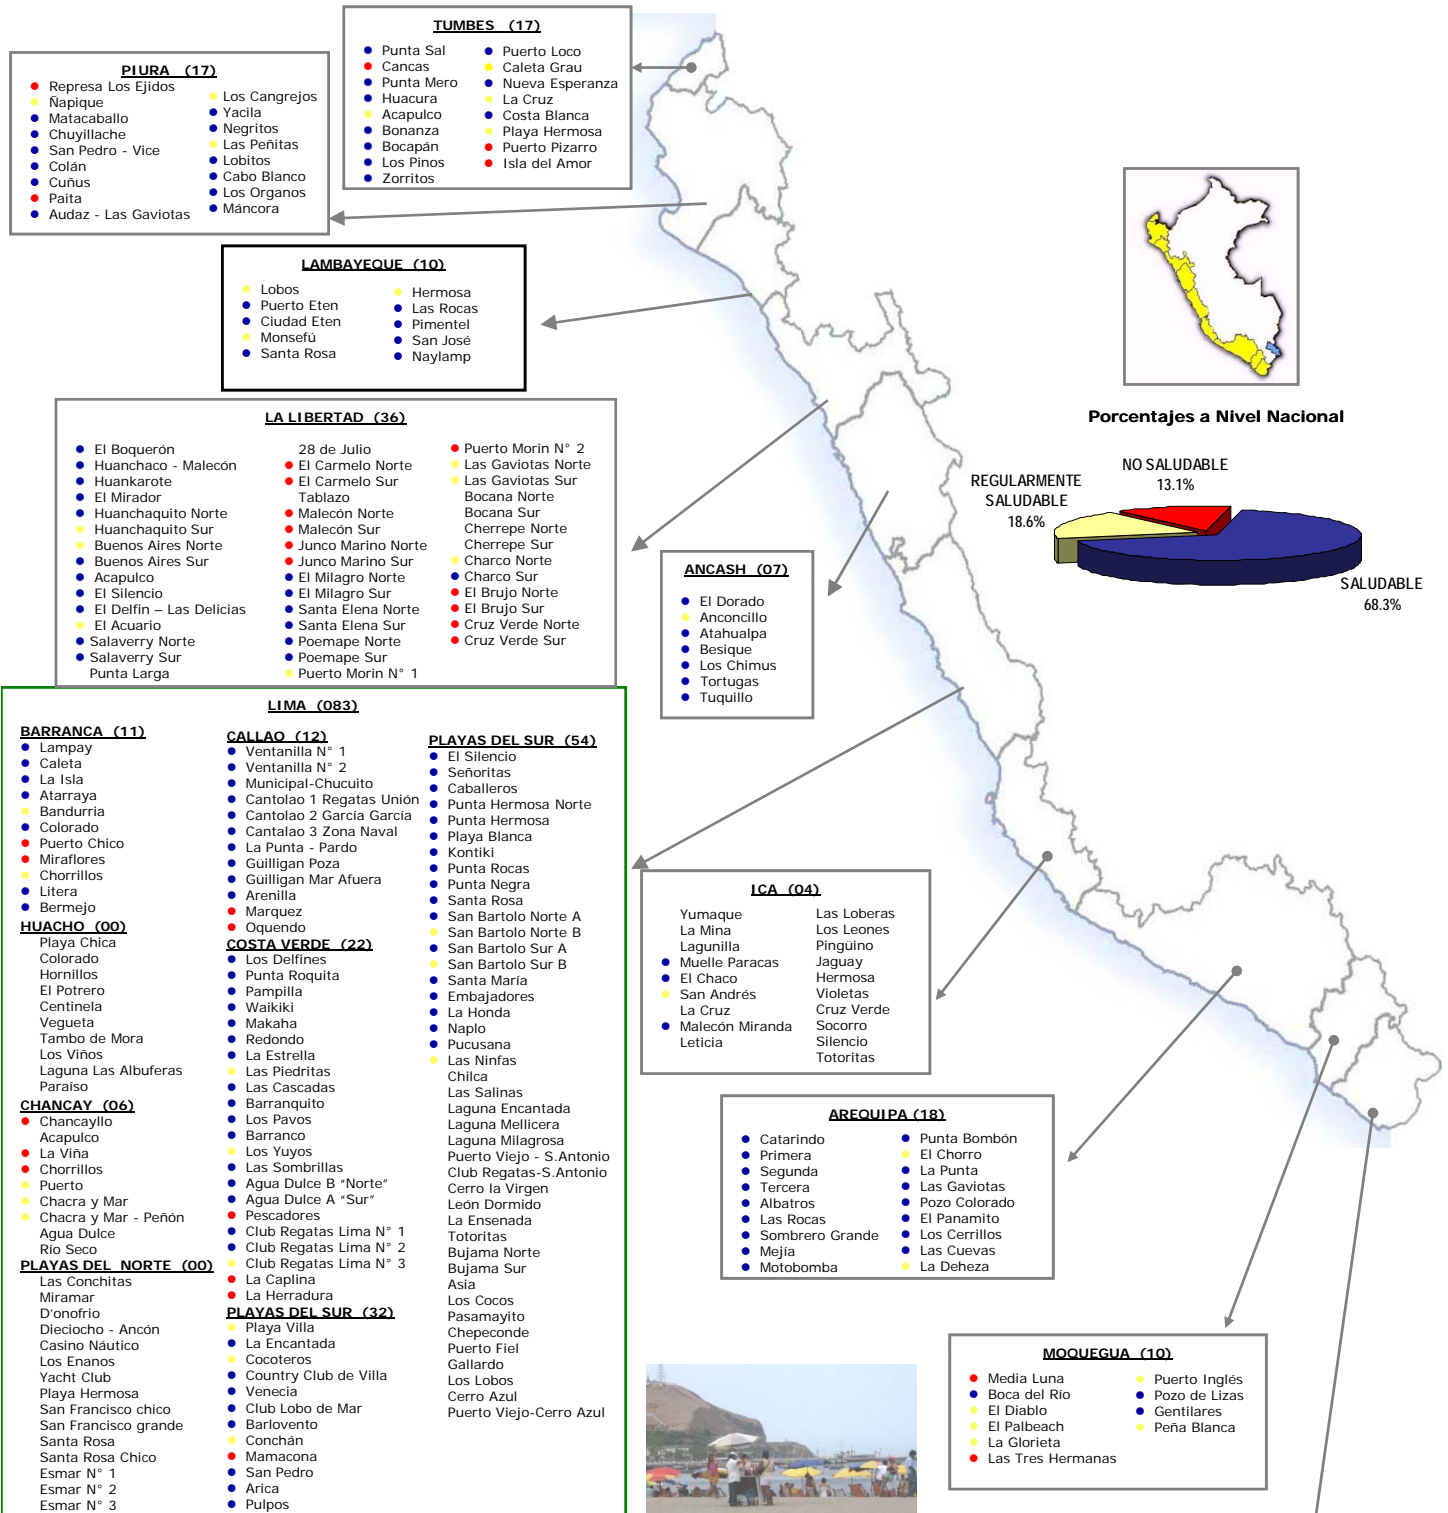 TUMBES (17)
Punta Sal
Cancas
Punta Mero
Huacura
Acapulco
Bonanza
Bocapán
Los Pinos
Zorritos
Puerto Loco
Caleta Grau
Nueva Esperanza
La Cruz
Costa Blanca
Playa Hermosa
Puerto Pizarro
Isla del Amor
PIURA (17)
Represa Los Ejidos
Ñapique
Matacaballo
Chuyillache
San Pedro - Vice
Colán
Cuñus
Paita
Audaz - Las Gaviotas
Los Cangrejos
Yacila
Negritos
Las Peñitas
Lobitos
Cabo Blanco
Los Organos
Máncora
LAMBAYEQUE (10)
Lobos
Puerto Eten
Ciudad Eten
Monsefú
Santa Rosa
Hermosa
Las Rocas
Pimentel
San José
Naylamp
LA LIBERTAD (36)
El Boquerón
Huanchaco - Malecón
Huankarote
El Mirador
Huanchaquito Norte
Huanchaquito Sur
Buenos Aires Norte
Buenos Aires Sur
Acapulco
El Silencio
El Delfin – Las Delicias
El Acuario
Salaverry Norte
Salaverry Sur
Punta Larga
28 de Julio
El Carmelo Norte
El Carmelo Sur
Tablazo
Malecón Norte
Malecón Sur
Junco Marino Norte
Junco Marino Sur
El Milagro Norte
El Milagro Sur
Santa Elena Norte
Santa Elena Sur
Poemape Norte
Poemape Sur
Puerto Morin N° 1
Puerto Morin N° 2
Las Gaviotas Norte
Las Gaviotas Sur
Bocana Norte
Bocana Sur
Cherrepe Norte
Cherrepe Sur
Charco Norte
Charco Sur
El Brujo Norte
El Brujo Sur
Cruz Verde Norte
Cruz Verde Sur
Porcentajes a Nivel Nacional
NO SALUDABLE
13.1%
REGULARMENTE
SALUDABLE
18.6%
SALUDABLE
68.3%
ANCASH (07)
El Dorado
Anconcillo
Atahualpa
Besique
Los Chimus
Tortugas
Tuquillo
LIMA (083)
BARRANCA (11)
Lampay
Caleta
La Isla
Atarraya
Bandurria
Colorado
Puerto Chico
Miraflores
Chorrillos
Litera
Bermejo
HUACHO (00)
Playa Chica
Colorado
Hornillos
El Potrero
Centinela
Vegueta
Tambo de Mora
Los Viños
Laguna Las Albuferas
Paraíso
CHANCAY (06)
Chancayllo
Acapulco
La Viña
Chorrillos
Puerto
Chacra y Mar
Chacra y Mar - Peñón
Agua Dulce
Río Seco
PLAYAS DEL NORTE (00)
Las Conchitas
Miramar
D'onofrio
Dieciocho - Ancón
Casino Náutico
Los Enanos
Yacht Club
Playa Hermosa
San Francisco chico
San Francisco grande
Santa Rosa
Santa Rosa Chico
Esmar N° 1
Esmar N° 2
Esmar N° 3
CALLAO (12)
Ventanilla N° 1
Ventanilla N° 2
Municipal-Chucuito
Cantolao 1 Regatas Unión
Cantolao 2 García García
Cantalao 3 Zona Naval
La Punta - Pardo
Güilligan Poza
Güilligan Mar Afuera
Arenilla
Marquez
Oquendo
COSTA VERDE (22)
Los Delfines
Punta Roquita
Pampilla
Waikiki
Makaha
Redondo
La Estrella
Las Piedritas
Las Cascadas
Barranquito
Los Pavos
Barranco
Los Yuyos
Las Sombrillas
Agua Dulce B "Norte"
Agua Dulce A "Sur"
Pescadores
Club Regatas Lima N° 1
Club Regatas Lima N° 2
Club Regatas Lima N° 3
La Caplina
La Herradura
PLAYAS DEL SUR (32)
Playa Villa
La Encantada
Cocoteros
Country Club de Villa
Venecia
Club Lobo de Mar
Barlovento
Conchán
Mamacona
San Pedro
Arica
Pulpos
PLAYAS DEL SUR (54)
El Silencio
Señoritas
Caballeros
Punta Hermosa Norte
Punta Hermosa
Playa Blanca
Kontiki
Punta Rocas
Punta Negra
Santa Rosa
San Bartolo Norte A
San Bartolo Norte B
San Bartolo Sur A
San Bartolo Sur B
Santa María
Embajadores
La Honda
Naplo
Pucusana
Las Ninfas
Chilca
Las Salinas
Laguna Encantada
Laguna Mellicera
Laguna Milagrosa
Puerto Viejo - S.Antonio
Club Regatas-S.Antonio
Cerro la Virgen
León Dormido
La Ensenada
Totoritas
Bujama Norte
Bujama Sur
Asia
Los Cocos
Pasamayito
Chepeconde
Puerto Fiel
Gallardo
Los Lobos
Cerro Azul
Puerto Viejo-Cerro Azul
ICA (04)
Yumaque
La Mina
Lagunilla
Muelle Paracas
El Chaco
San Andrés
La Cruz
Malecón Miranda
Leticia
Las Loberas
Los Leones
Pingüino
Jaguay
Hermosa
Violetas
Cruz Verde
Socorro
Silencio
Totoritas
AREQUIPA (18)
Catarindo
Primera
Segunda
Tercera
Albatros
Las Rocas
Sombrero Grande
Mejía
Motobomba
Punta Bombón
El Chorro
La Punta
Las Gaviotas
Pozo Colorado
El Panamito
Los Cerrillos
Las Cuevas
La Deheza
MOQUEGUA (10)
Media Luna
Boca del Río
El Diablo
El Palbeach
La Glorieta
Las Tres Hermanas
Puerto Inglés
Pozo de Lizas
Gentilares
Peña Blanca